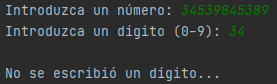 Introduzca un número: 34539845389
Introduzca un dígito (0-9): 34
No se escribió un dígito...